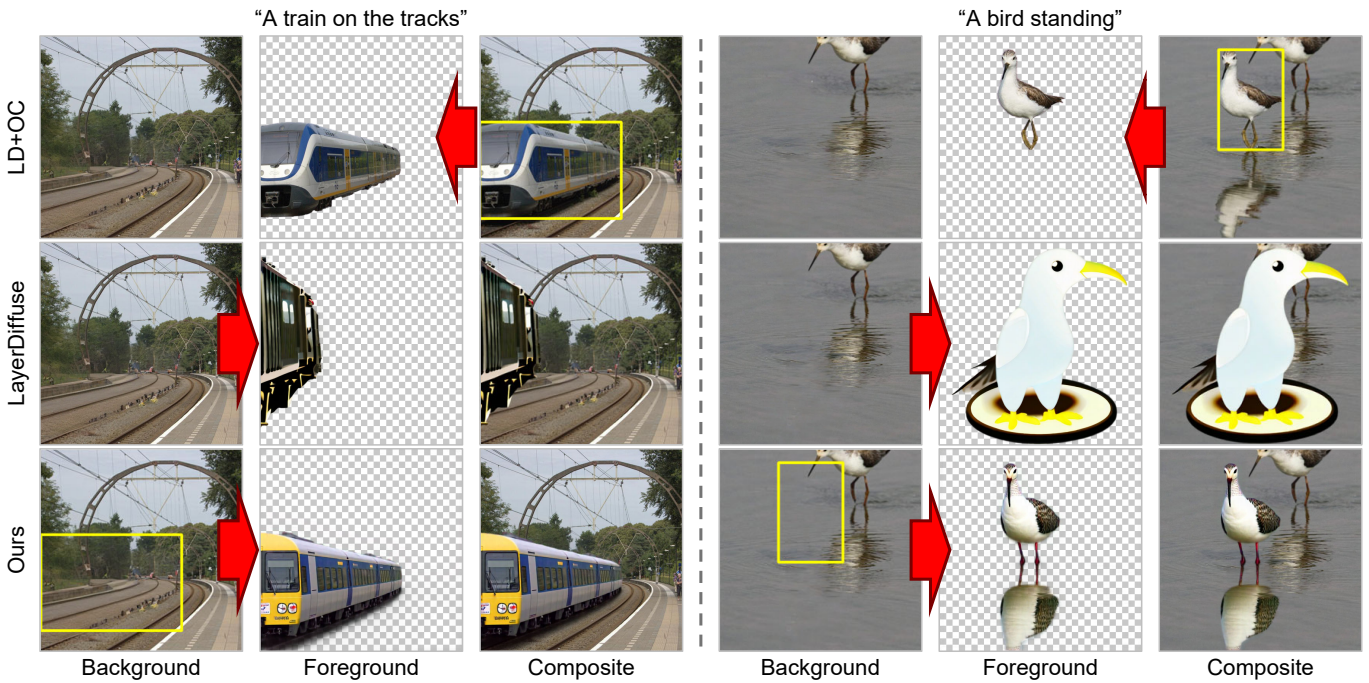 “A train on the tracks”
“A bird standing”
LD+OC
LayerDiffuse
Ours
Background
Foreground
Composite
Background
Foreground
Composite